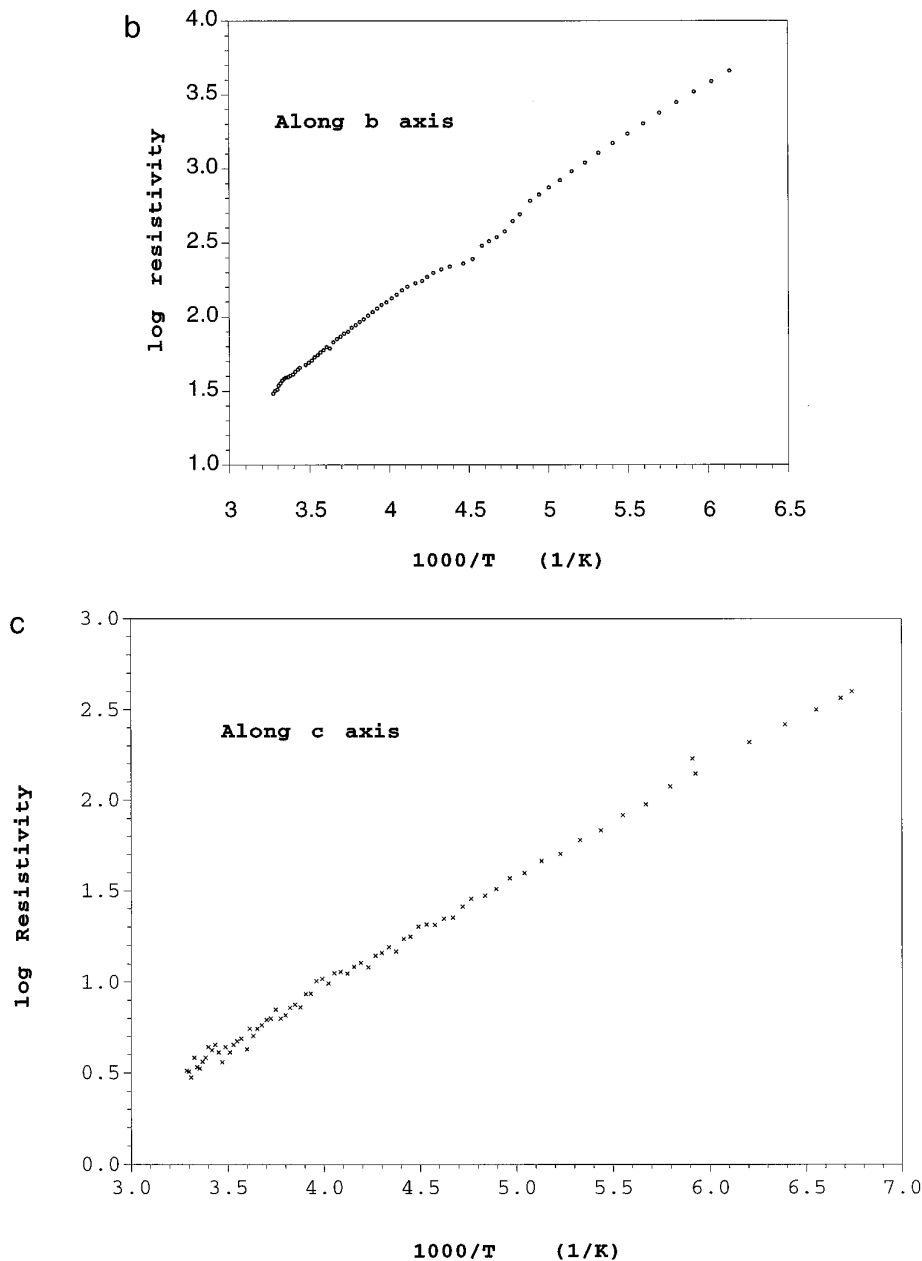 b
4.0
3.5
Along b axis
3.0
2.5
2.0
1.5
1.0
log resistivity
3 3.5 4 4.5 5 5.5 6 6.5
1000/T (1/K)
c
3.0
2.5
Along c axis
2.0
1.5
1.0
0.5
0.0
log Resistivity
3.0 3.5 4.0 4.5 5.0 5.5 6.0 6.5 7.0
1000/T (1/K)